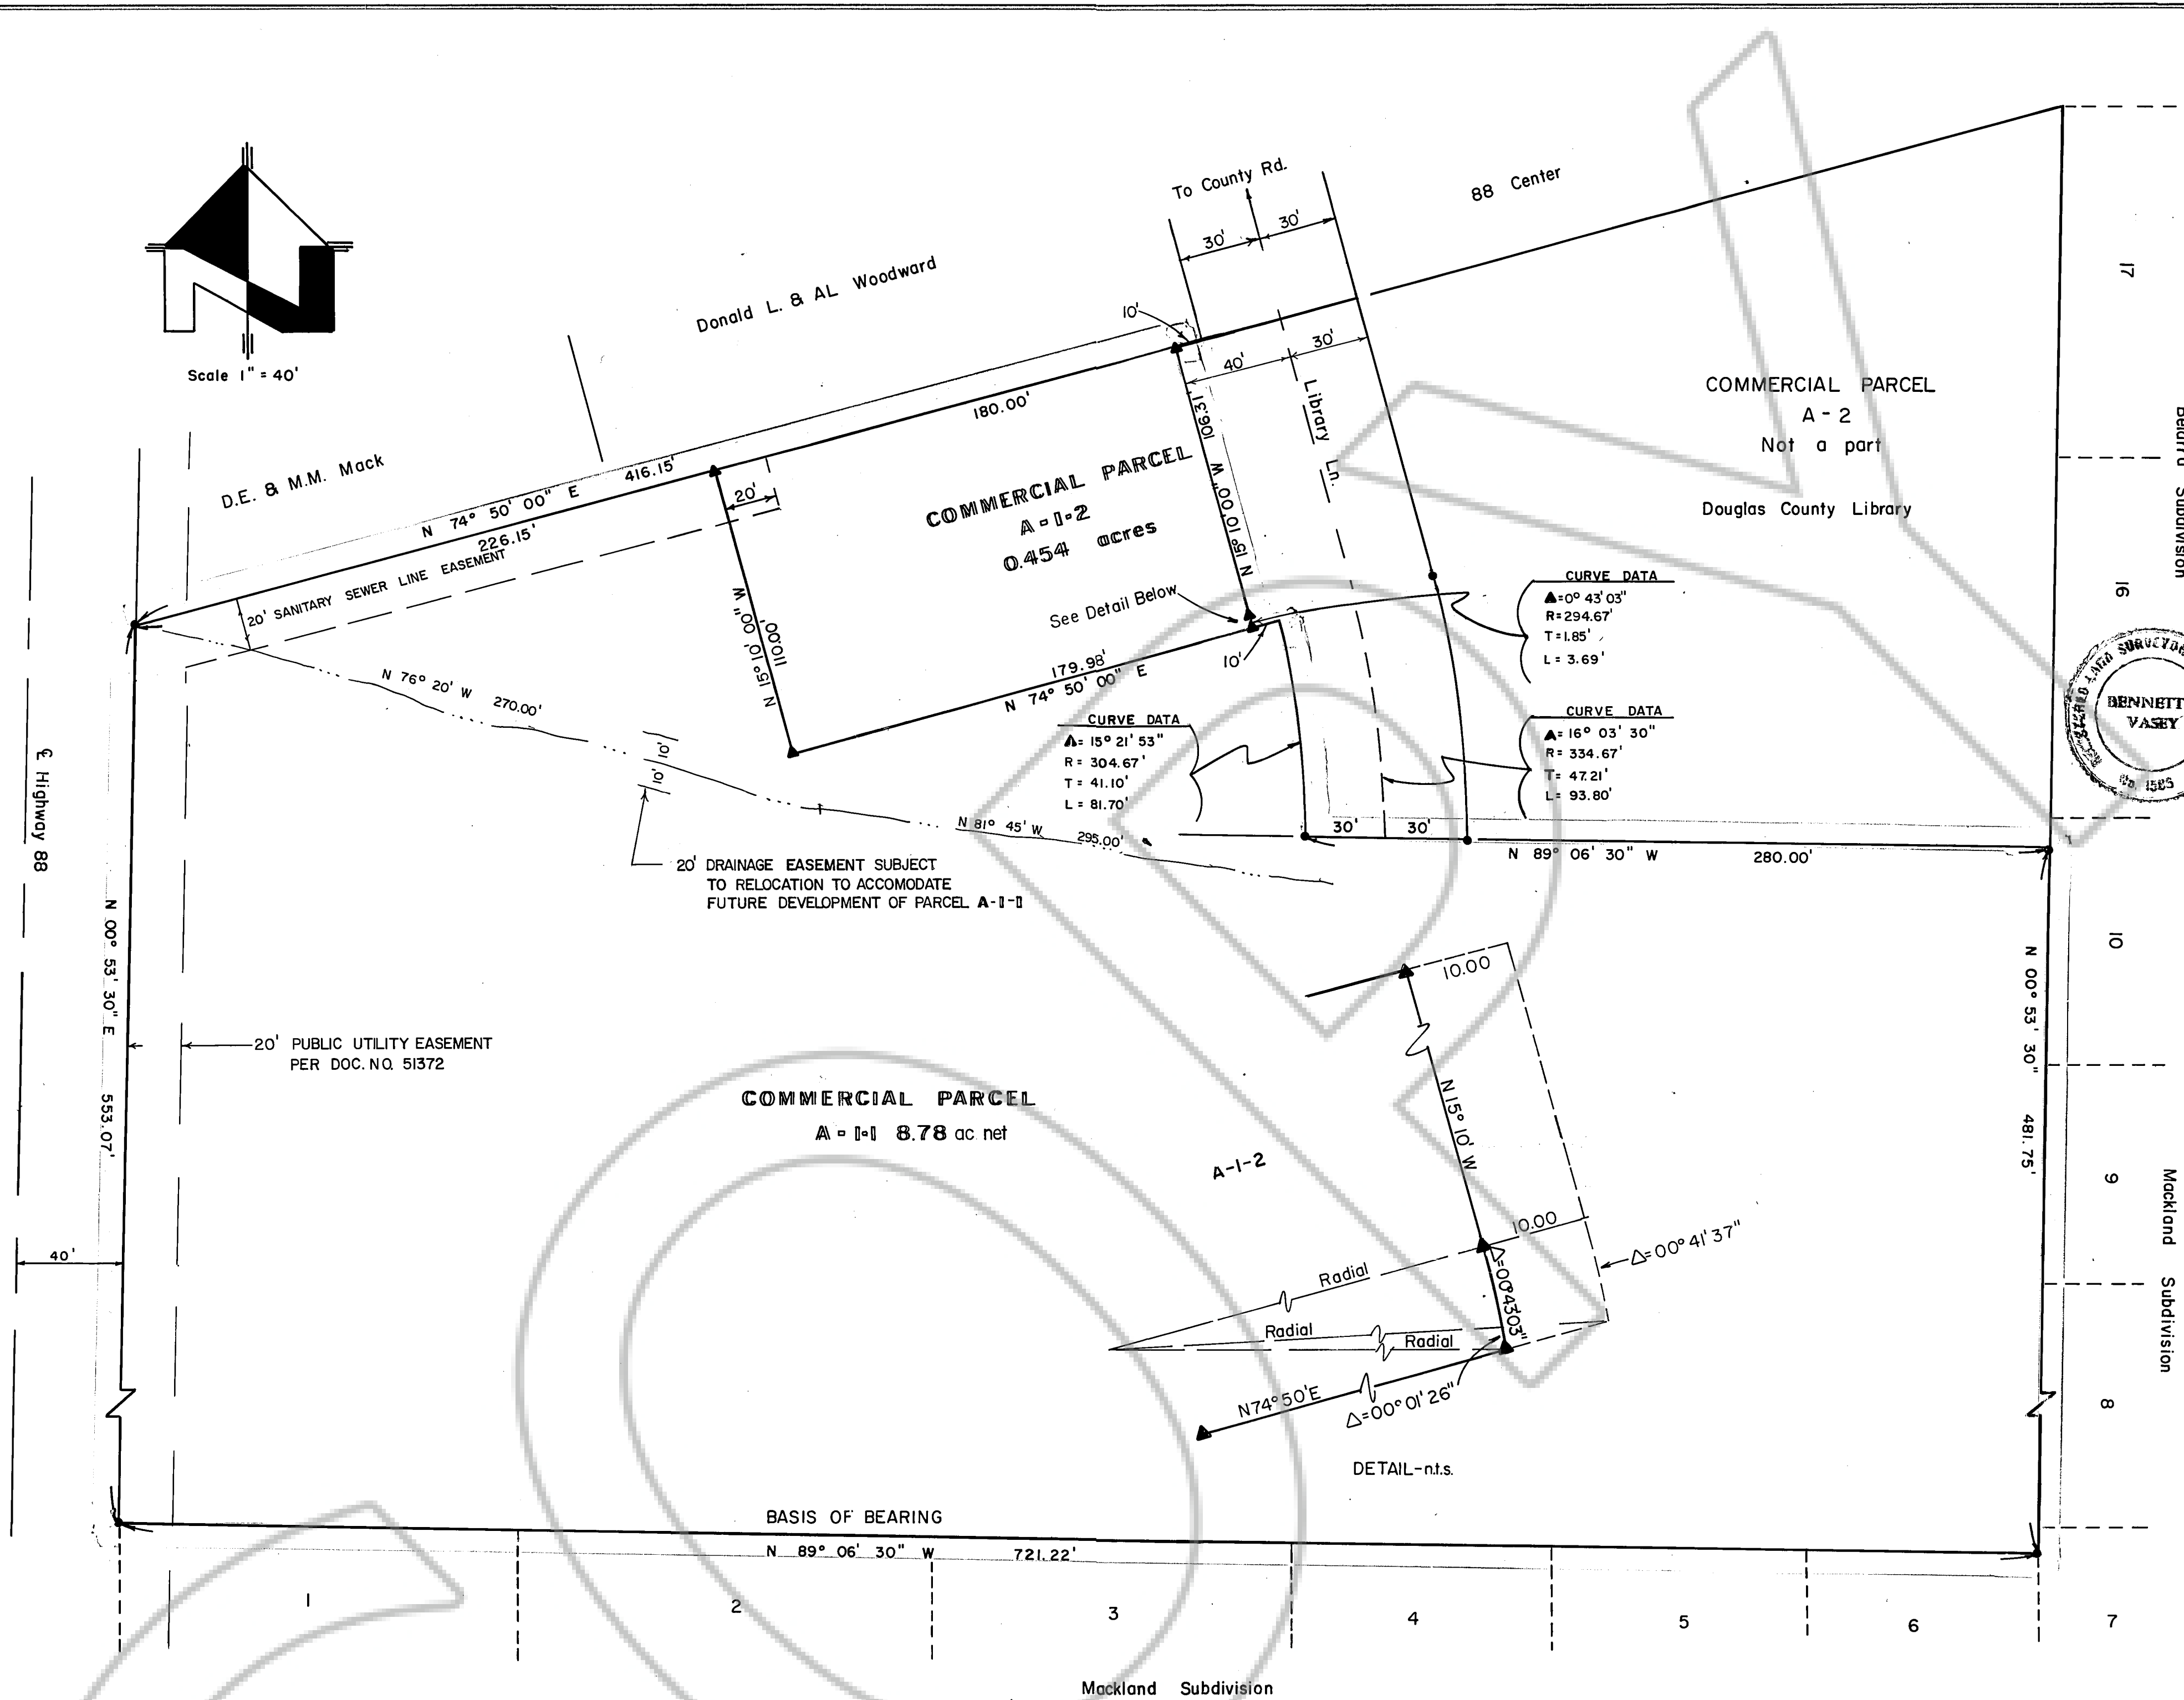 Scale 1" = 40'
D.E. & M.M. Mack
Donald L. & AL Woodward
To County Rd.
88 Center
30'
30'
10'
40'
30'
Library Ln.
N 74° 50' 00" E 416.15'
226.15'
180.00'
20' SANITARY SEWER LINE EASEMENT
20'
COMMERCIAL PARCEL
A-1-2
0.454 acres
N 15° 10' 00" W 106.31'
N 15° 10' 00" W
110.00'
See Detail Below
179.98'
N 74° 50' 00" E
10'
COMMERCIAL PARCEL
A-2
Not a part
Douglas County Library
17
16
Subdivision
CURVE DATA
Δ=0° 43' 03"
R=294.67'
T=1.85'
L=3.69'
CURVE DATA
Δ=16° 03' 30"
R=334.67'
T=47.21'
L=93.80'
CURVE DATA
Δ=15° 21' 53"
R=304.67'
T=41.10'
L=81.70'
BENNETT
VASEY
No. 1585
N 76° 20' W 270.00'
10'
10'
N 81° 45' W 295.00'
30'
30'
N 89° 06' 30" W 280.00'
20' DRAINAGE EASEMENT SUBJECT
TO RELOCATION TO ACCOMODATE
FUTURE DEVELOPMENT OF PARCEL A-1-1
℄ Highway 88
N 00° 53' 30" E 553.07'
20' PUBLIC UTILITY EASEMENT
PER DOC. NO. 51372
40'
COMMERCIAL PARCEL
A-1-1 8.78 ac. net
10
9
8
N 00° 53' 30" 481.75'
Mackland Subdivision
10.00
N 15° 10' W
A-1-2
10.00
Δ=00°41'37"
Δ=00°43'03"
Radial
Radial
Radial
N74°50'E
Δ=00°01'26"
DETAIL-n.t.s.
BASIS OF BEARING
N 89° 06' 30" W 721.22'
1
2
3
4
5
6
7
Mackland Subdivision